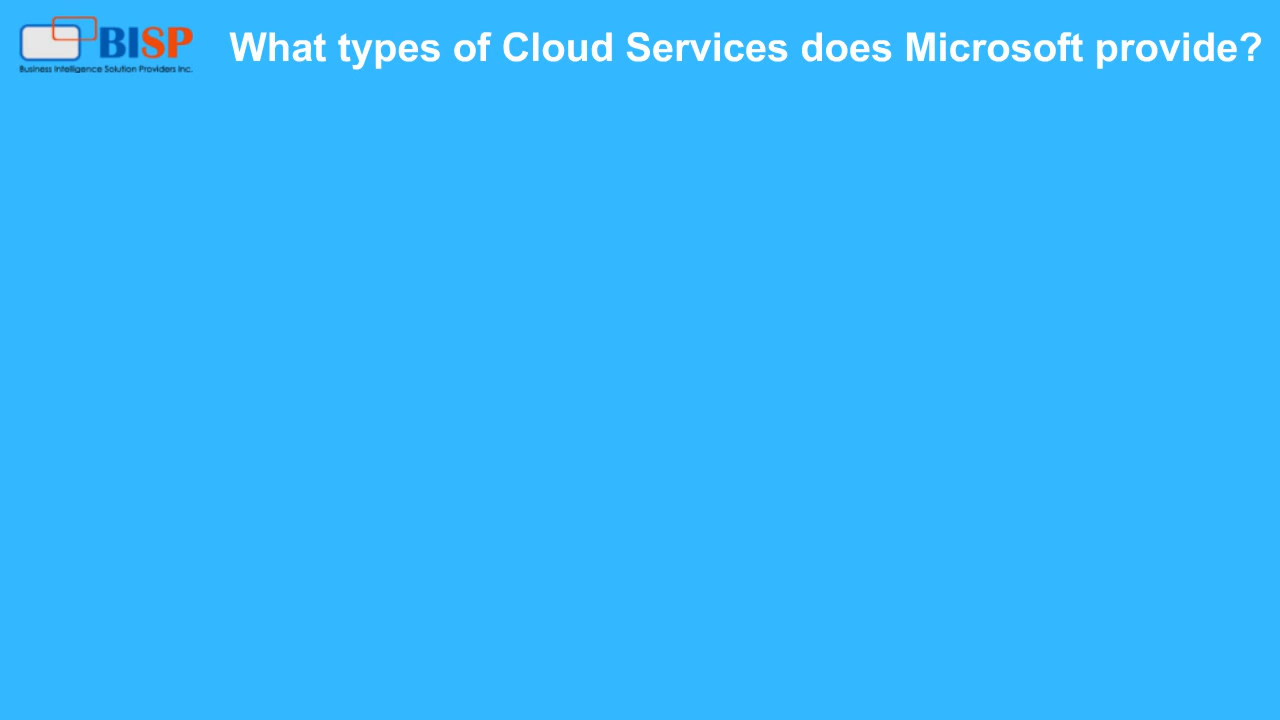 BISP
Business Intelligence Solution Providers Inc.
What types of Cloud Services does Microsoft provide?